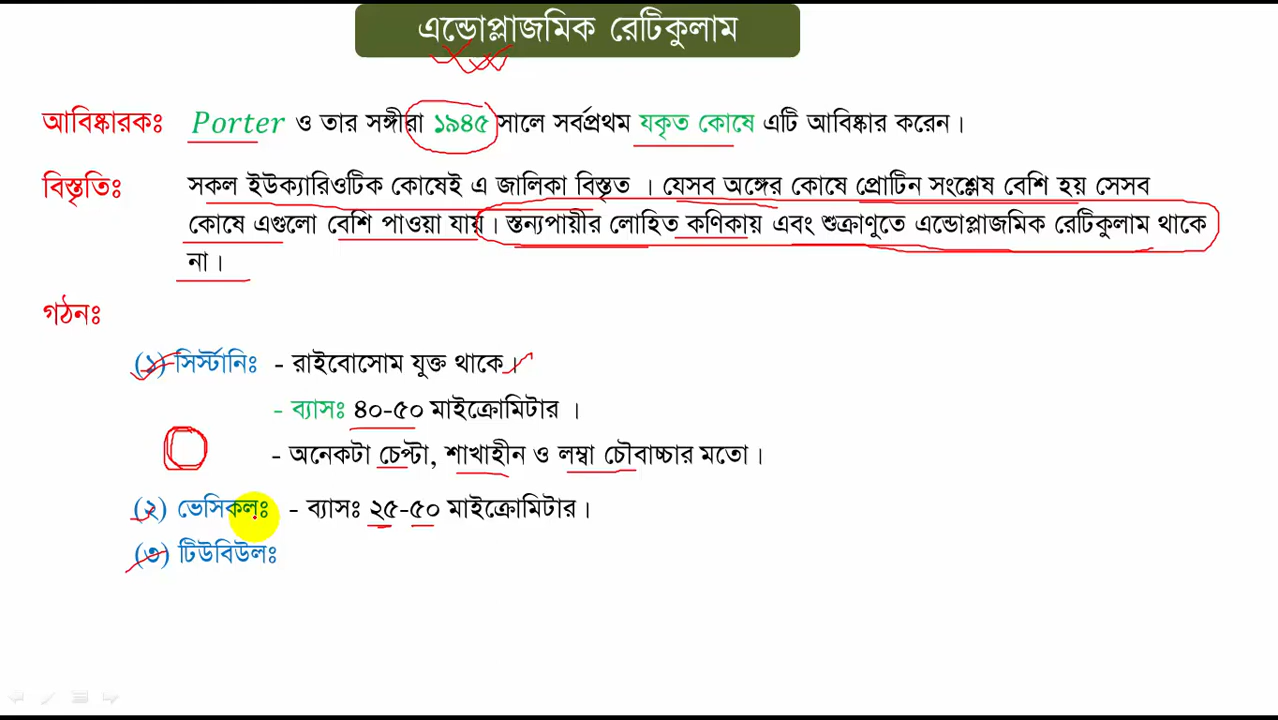 এন্ডোপ্লাজমিক রেটিকুলাম
আবিষ্কারকঃ Porter ও তার সঙ্গীরা ১৯৪৫ সালে সর্বপ্রথম যকৃত কোষে এটি আবিষ্কার করেন।
বিস্তৃতিঃ সকল ইউক্যারিওটিক কোষেই এ জালিকা বিস্তৃত । যেসব অঙ্গের কোষে প্রোটিন সংশ্লেষ বেশি হয় সেসব
কোষে এগুলো বেশি পাওয়া যায়। স্তন্যপায়ীর লোহিত কণিকায় এবং শুক্রাণুতে এন্ডোপ্লাজমিক রেটিকুলাম থাকে
না।
গঠনঃ
(১) সির্স্টানিঃ - রাইবোসোম যুক্ত থাকে।
- ব্যাসঃ ৪০-৫০ মাইক্রোমিটার ।
- অনেকটা চেপ্টা, শাখাহীন ও লম্বা চৌবাচ্চার মতো।
(২) ভেসিকলঃ - ব্যাসঃ ২৫-৫০ মাইক্রোমিটার।
(৩) টিউবিউলঃ